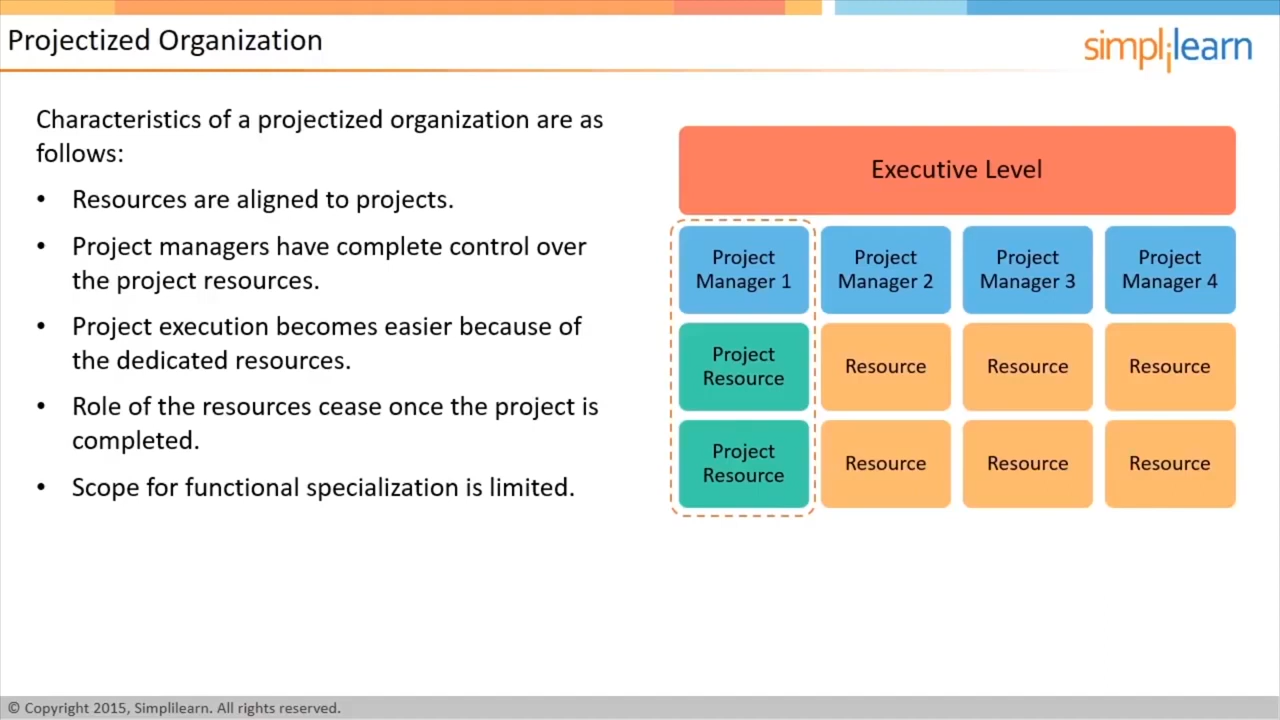 Projectized Organization
simplilearn
Characteristics of a projectized organization are as
follows:
• Resources are aligned to projects.
• Project managers have complete control over
the project resources.
• Project execution becomes easier because of
the dedicated resources.
• Role of the resources cease once the project is
completed.
• Scope for functional specialization is limited.
Executive Level
Project
Manager 1
Project
Manager 2
Project
Manager 3
Project
Manager 4
Project
Resource
Resource
Resource
Resource
Project
Resource
Resource
Resource
Resource
© Copyright 2015, Simplilearn. All rights reserved.